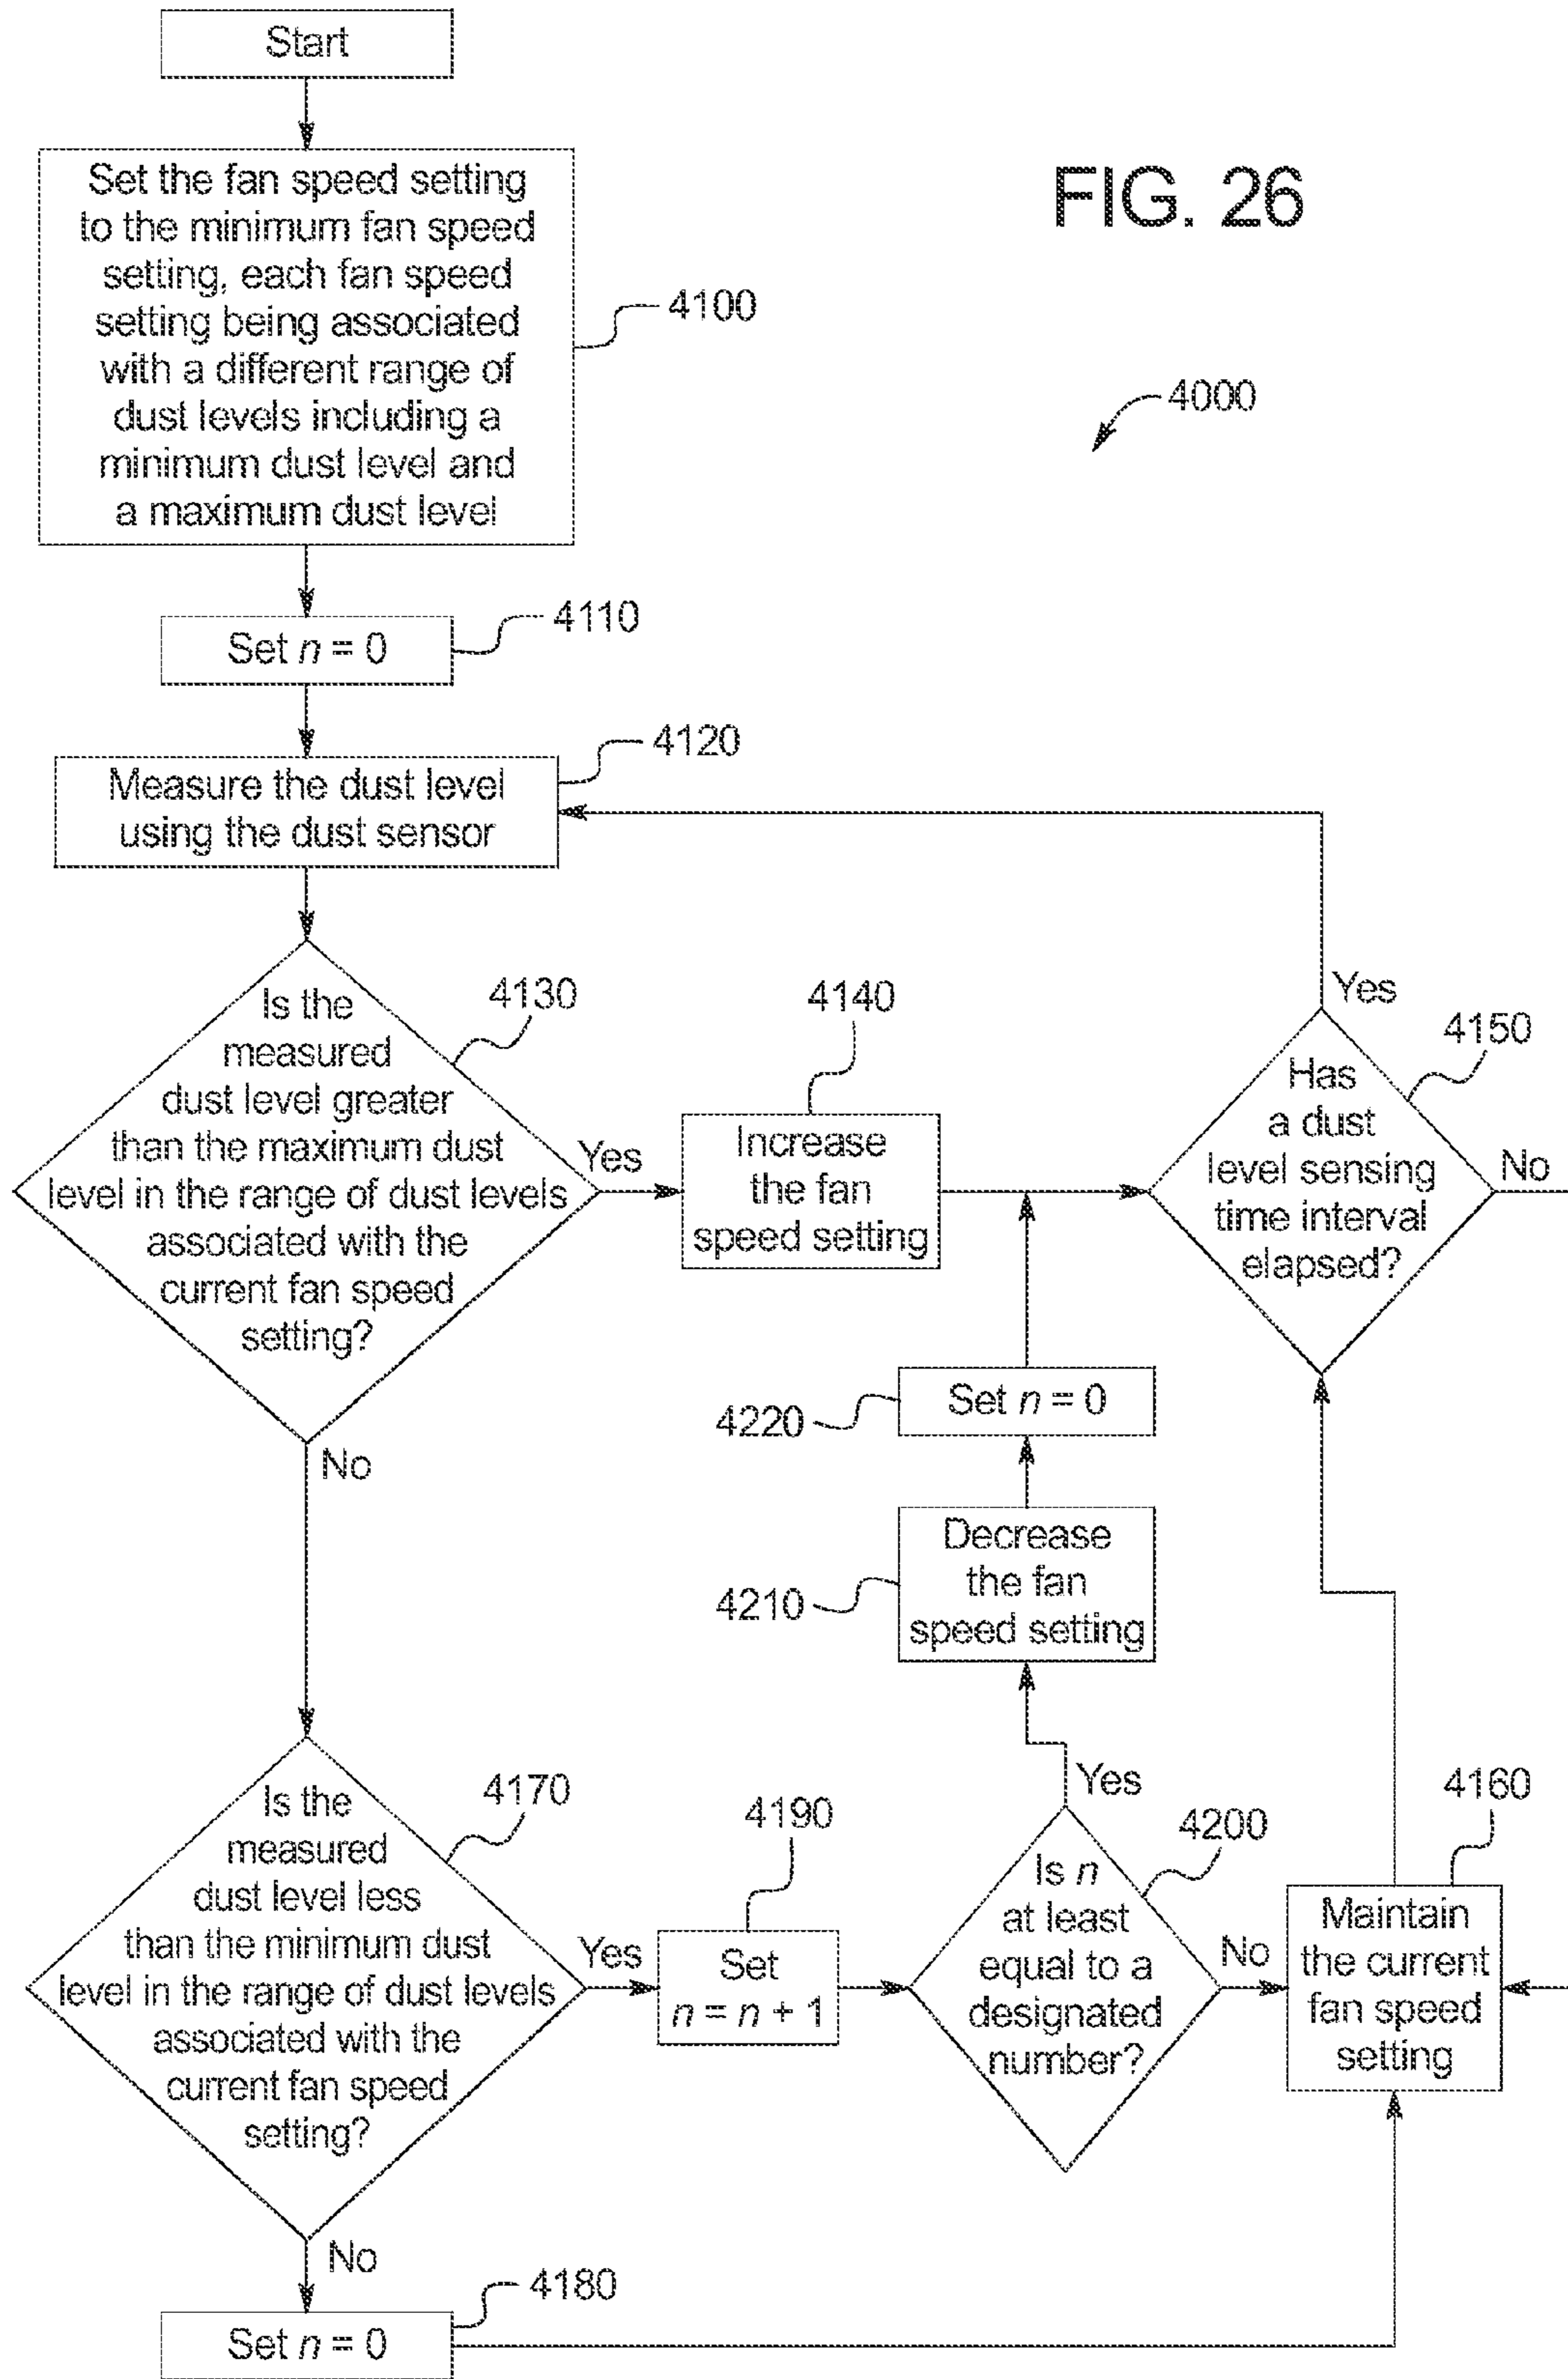 Start
FIG. 26
Set the fan speed setting
to the minimum fan speed
setting, each fan speed
setting being associated
with a different range of
dust levels including a
minimum dust level and
a maximum dust level
4100
4000
Set n = 0
4110
Measure the dust level
using the dust sensor
4120
Is the
measured
dust level greater
than the maximum dust
level in the range of dust levels
associated with the
current fan speed
setting?
4130
Yes
No
Increase
the fan
speed setting
4140
Has
a dust
level sensing
time interval
elapsed?
4150
Yes
No
Set n = 0
4220
Decrease
the fan
speed setting
4210
Is the
measured
dust level less
than the minimum dust
level in the range of dust levels
associated with the
current fan speed
setting?
4170
Yes
No
Set
n = n + 1
4190
Is n
at least
equal to a
designated
number?
4200
Yes
No
Maintain
the current
fan speed
setting
4160
Set n = 0
4180